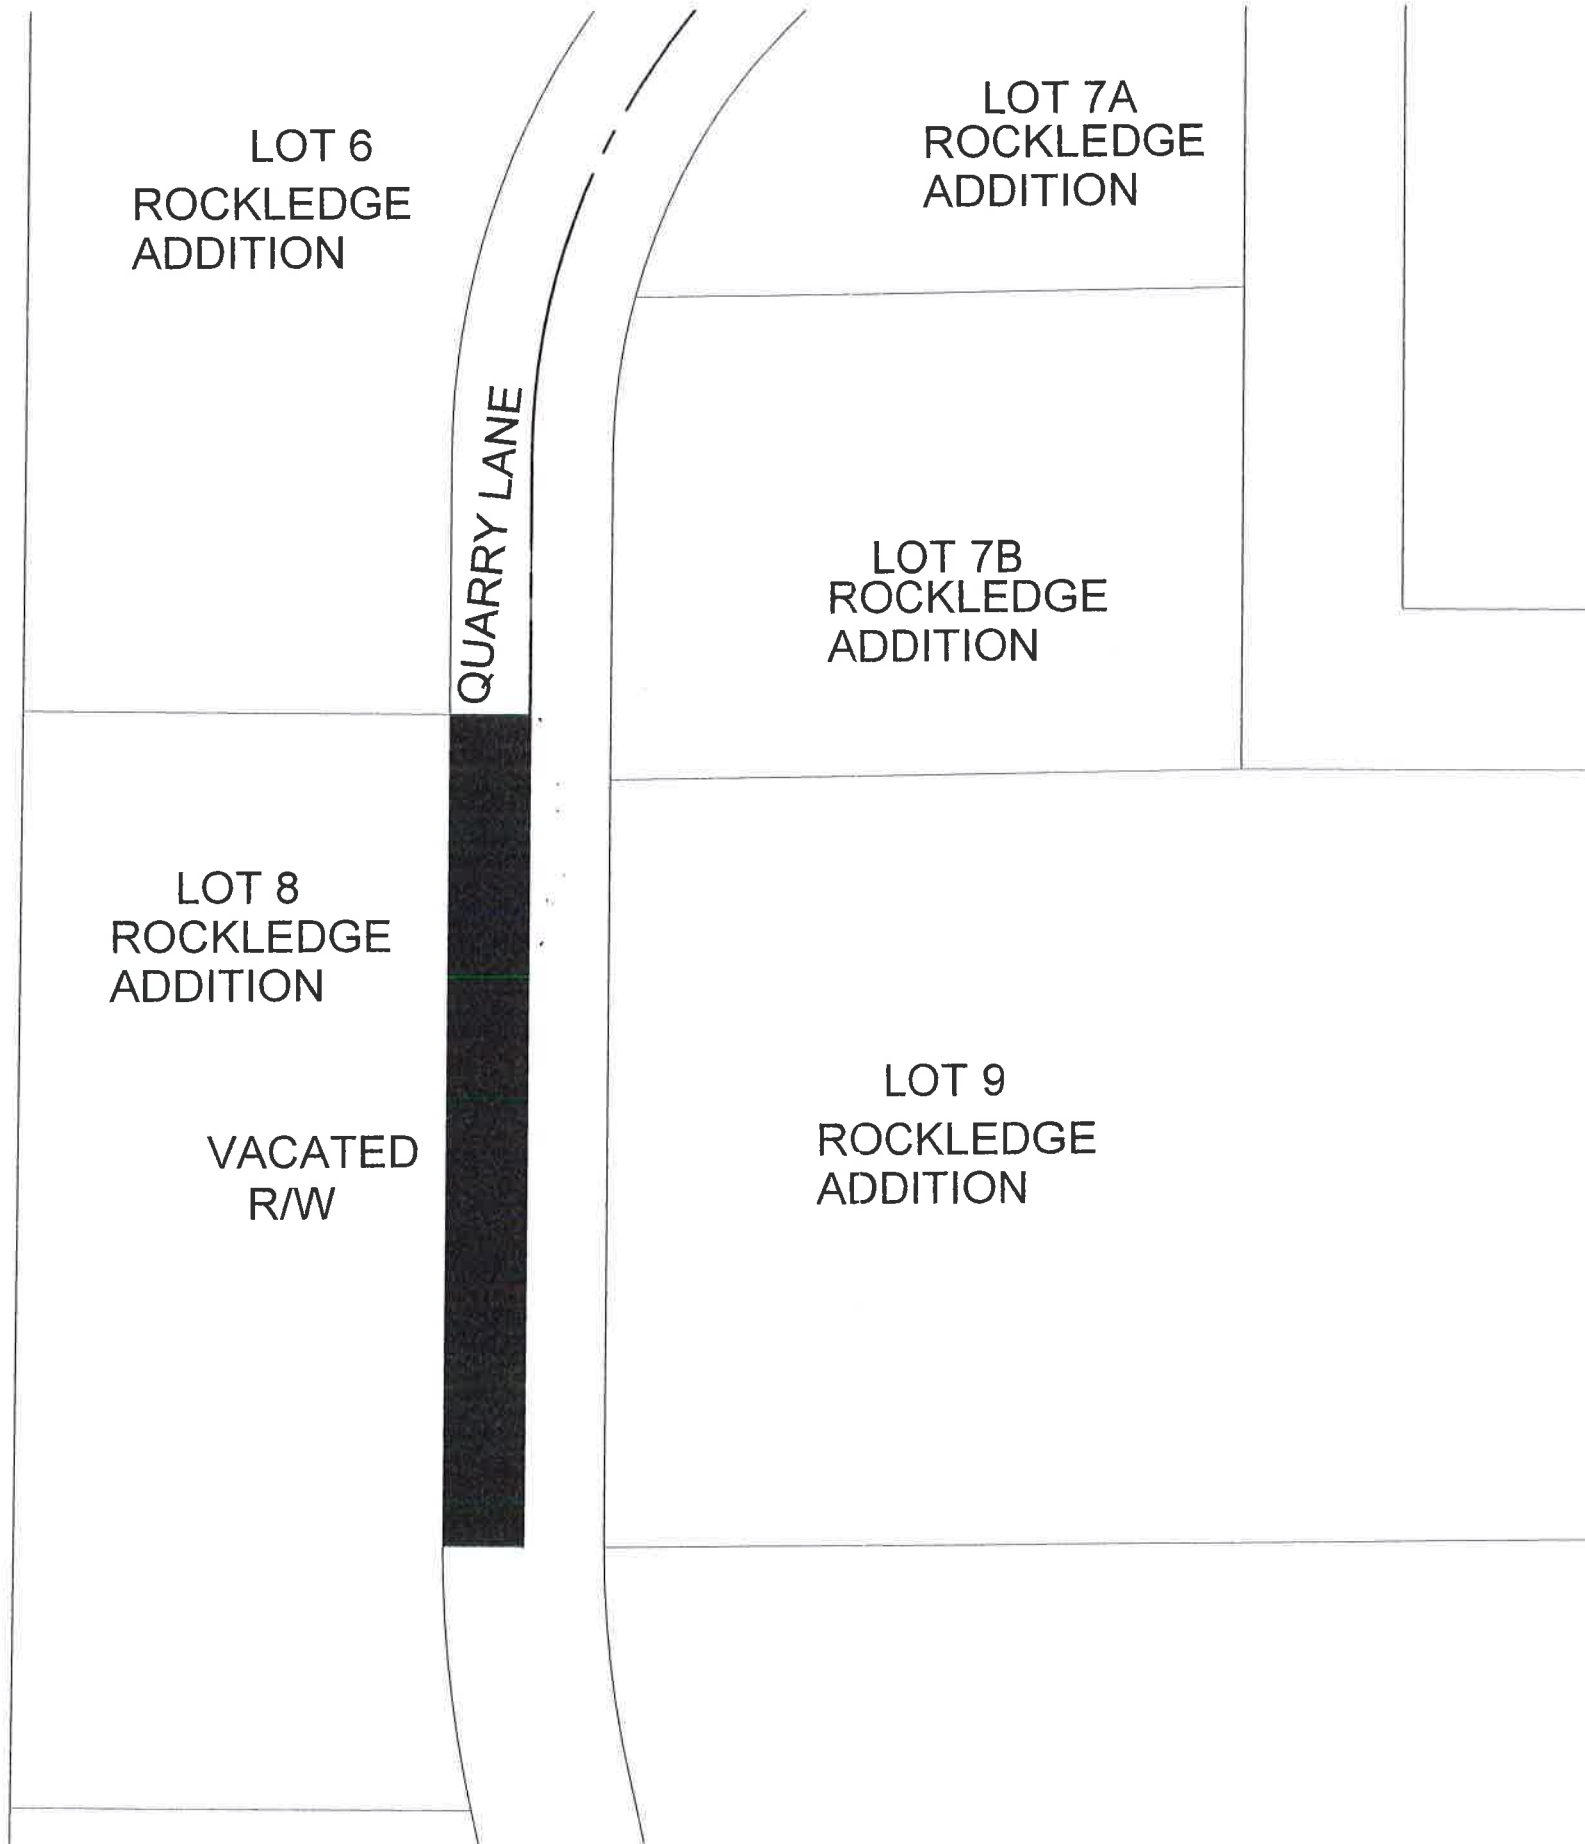 LOT 6
ROCKLEDGE
ADDITION
LOT 7A
ROCKLEDGE
ADDITION
QUARRY LANE
LOT 7B
ROCKLEDGE
ADDITION
LOT 8
ROCKLEDGE
ADDITION
VACATED
R/W
LOT 9
ROCKLEDGE
ADDITION